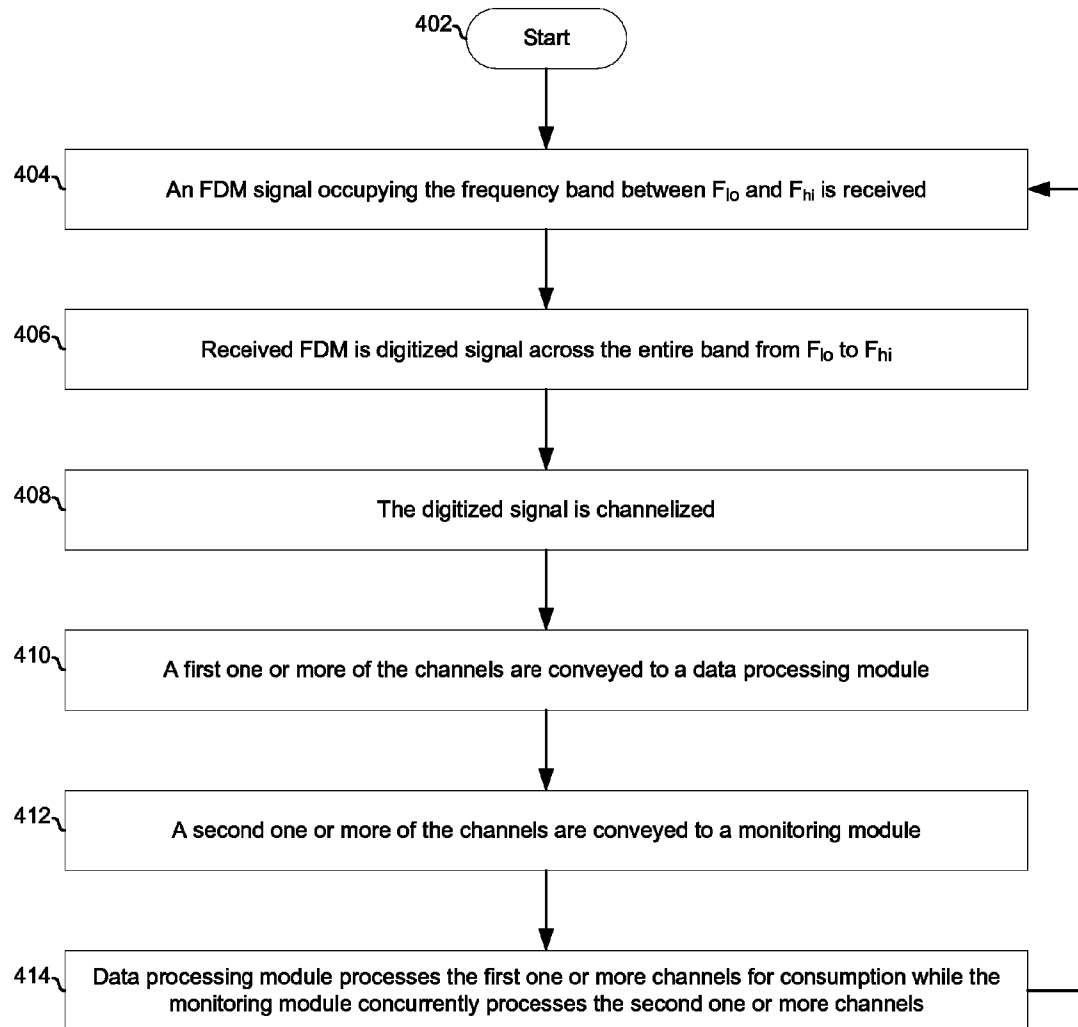 402
Start
404
An FDM signal occupying the frequency band between Flo and Fhi is received
406
Received FDM is digitized signal across the entire band from Flo to Fhi
408
The digitized signal is channelized
410
A first one or more of the channels are conveyed to a data processing module
412
A second one or more of the channels are conveyed to a monitoring module
414
Data processing module processes the first one or more channels for consumption while the
monitoring module concurrently processes the second one or more channels